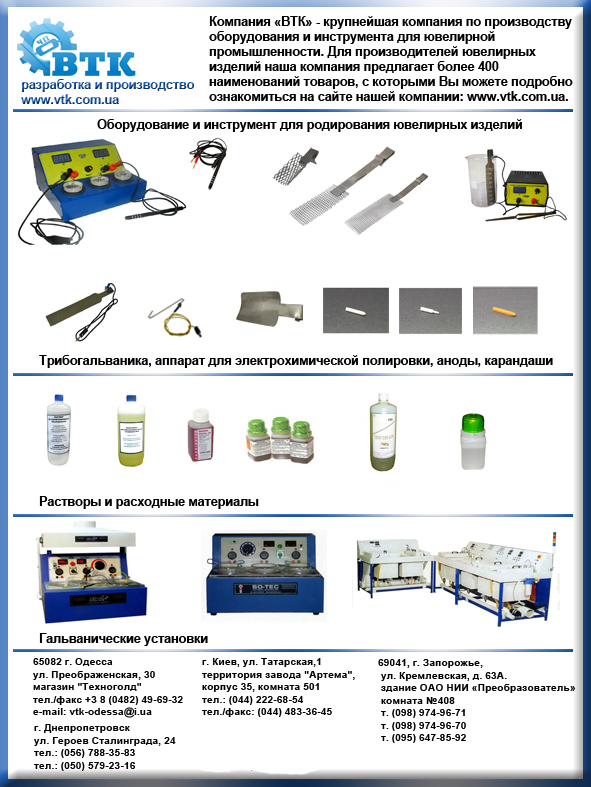 ВТК
разработка и производство
www.vtk.com.ua
Компания «ВТК» - крупнейшая компания по производству
оборудования и инструмента для ювелирной
промышленности. Для производителей ювелирных
изделий наша компания предлагает более 400
наименований товаров, с которыми Вы можете подробно
ознакомиться на сайте нашей компании: www.vtk.com.ua.
Оборудование и инструмент для родирования ювелирных изделий
Трибогальваника, аппарат для электрохимической полировки, аноды, карандаши
Растворы и расходные материалы
SO-TEC
Гальванические установки
65082 г. Одесса
ул. Преображенская, 30
магазин "Техноголд"
тел./факс +3 8 (0482) 49-69-32
e-mail: vtk-odessa@i.ua
г. Днепропетровск
ул. Героев Сталинграда, 24
тел.: (056) 788-35-83
тел.: (050) 579-23-16
г. Киев, ул. Татарская,1
территория завода "Артема",
корпус 35, комната 501
тел.: (044) 222-68-54
тел./факс: (044) 483-36-45
69041, г. Запорожье,
ул. Кремлевская, д. 63А.
здание ОАО НИИ «Преобразователь»
комната №408
т. (098) 974-96-71
т. (098) 974-96-70
т. (095) 647-85-92